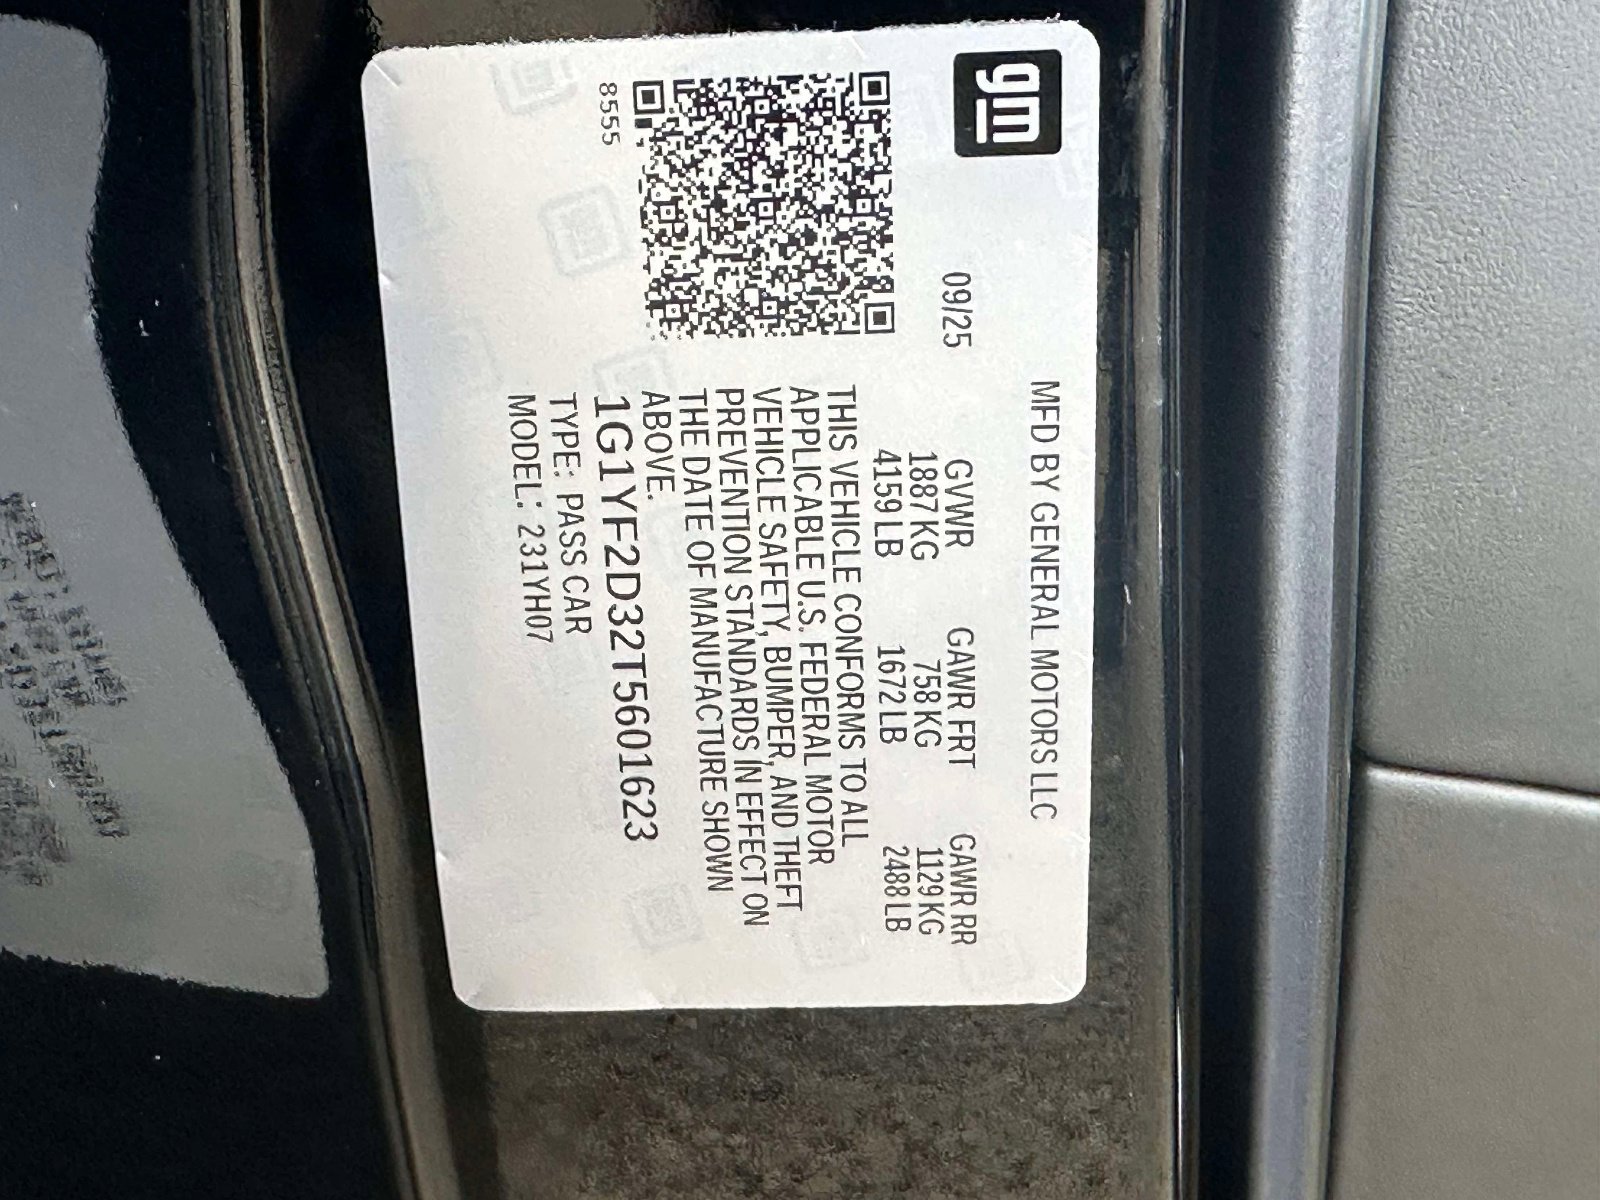 gm
MFD BY GENERAL MOTORS LLC
09/25
GVWR GAWR FRT GAWR RR
1887 KG 758 KG 1129 KG
4159 LB 1672 LB 2488 LB
THIS VEHICLE CONFORMS TO ALL
APPLICABLE U.S. FEDERAL MOTOR
VEHICLE SAFETY, BUMPER, AND THEFT
PREVENTION STANDARDS IN EFFECT ON
THE DATE OF MANUFACTURE SHOWN
ABOVE.
1G1YF2D32T5601623
TYPE: PASS CAR
MODEL: 231YH07
8555